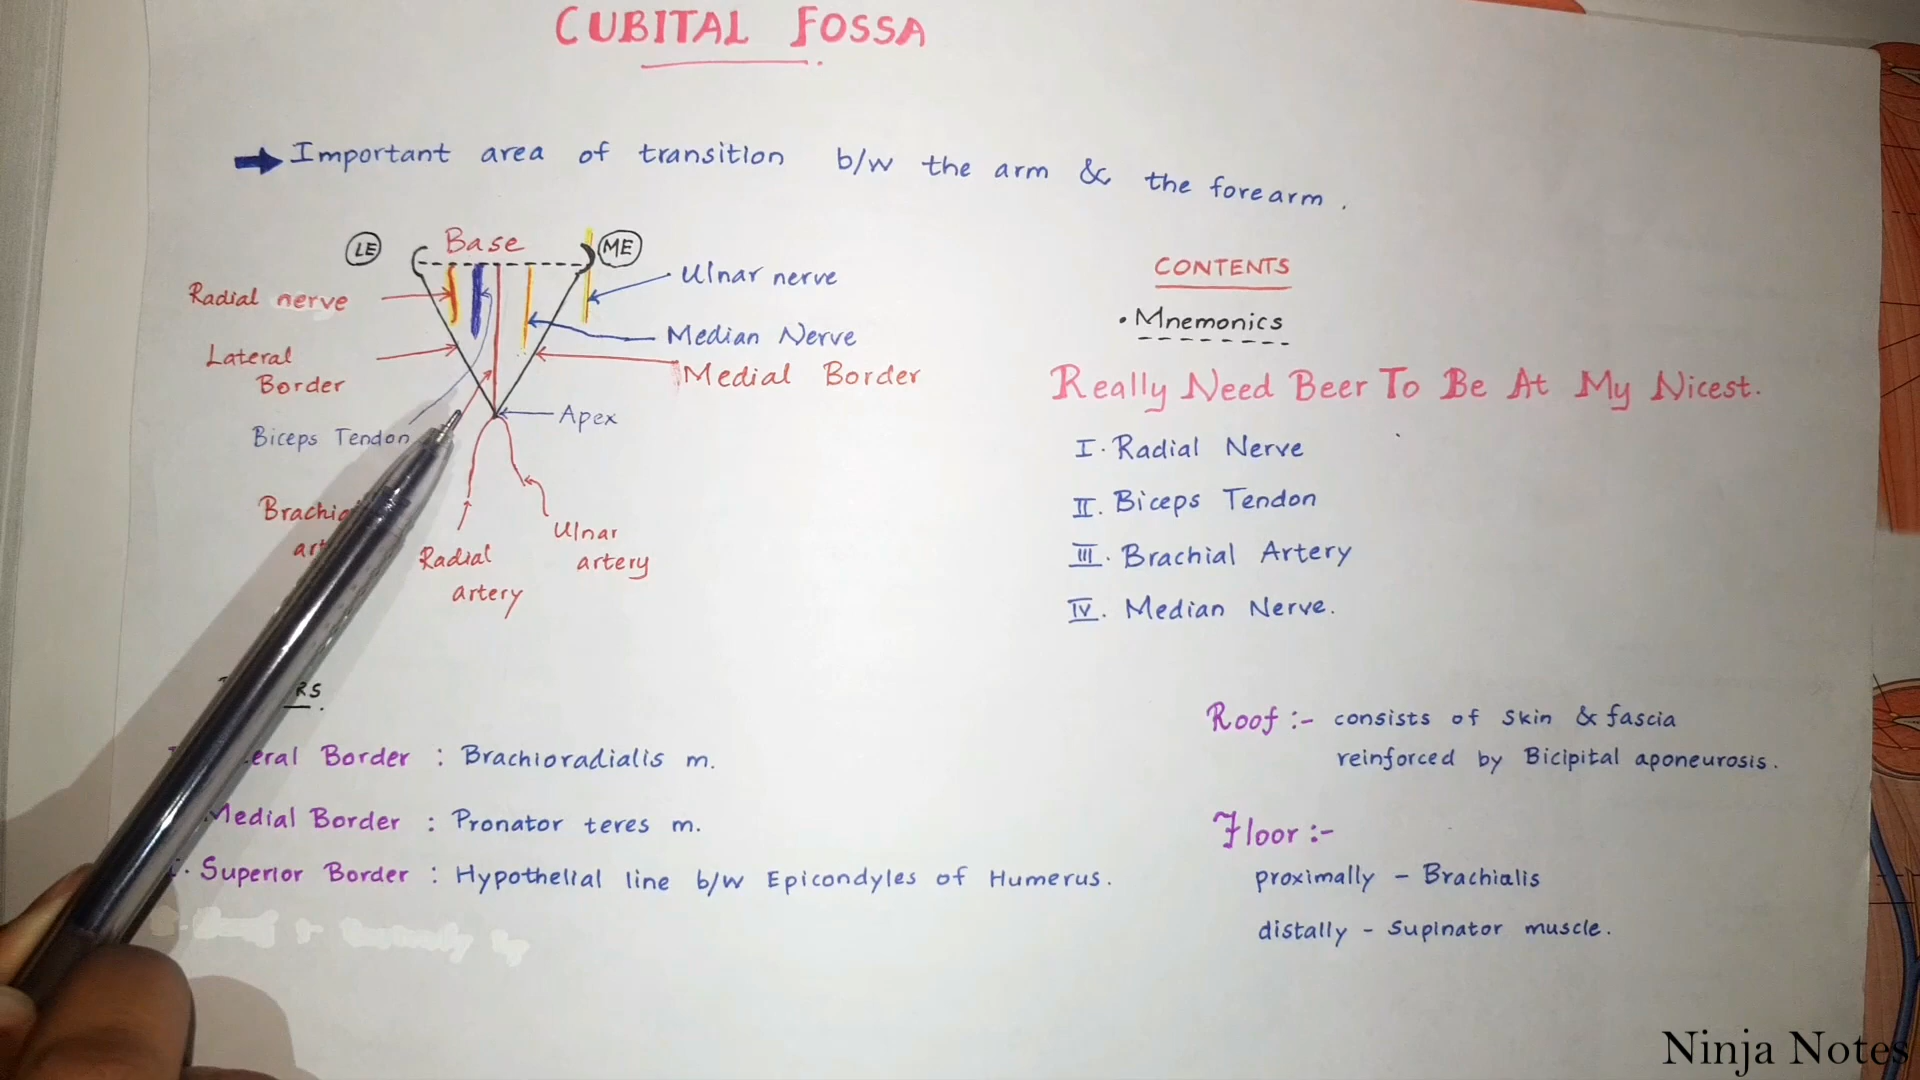 CUBITAL FOSSA
Important area of transition b/w the arm & the forearm.
LE
Base
ME
Radial nerve
Ulnar nerve
Median Nerve
Lateral
Border
Medial Border
Biceps Tendon
Apex
Radial
artery
Ulnar
artery
CONTENTS
• Mnemonics
Really Need Beer To Be At My Nicest.
I. Radial Nerve
II. Biceps Tendon
III. Brachial Artery
IV. Median Nerve.
Border : Brachioradialis m.
Medial Border : Pronator teres m.
Superior Border : Hypothelial line b/w Epicondyles of Humerus.
Roof :- consists of skin & fascia
reinforced by Bicipital aponeurosis.
Floor :-
proximally - Brachialis
distally - Supinator muscle.
Ninja Notes